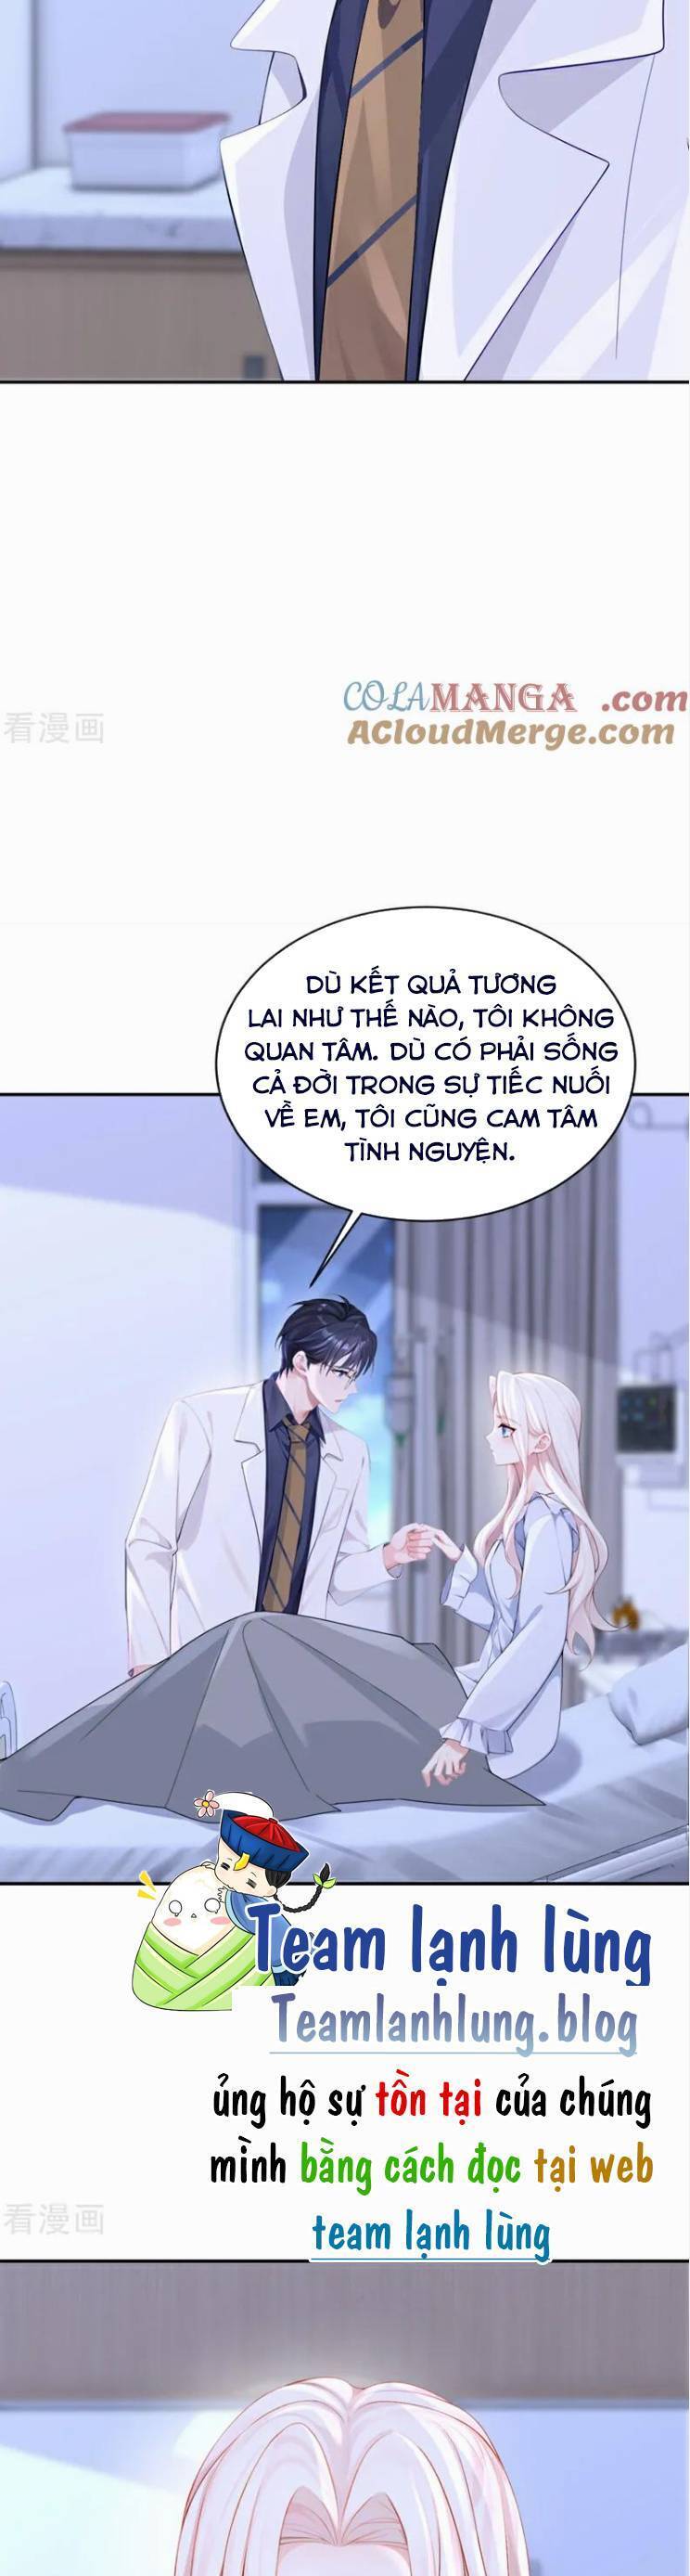 COLAMANGA .com
看漫画
ACloudMerge.com
DÙ KẾT QUẢ TƯƠNG
LAI NHƯ THẾ NÀO, TÔI KHÔNG
QUAN TÂM. DÙ CÓ PHẢI SỐNG
CẢ ĐỜI TRONG SỰ TIẾC NUỐI
VỀ EM, TÔI CŨNG CAM TÂM
TÌNH NGUYỆN.
Team lạnh lùng
Teamlanhlung.blog
ủng hộ sự tồn tại của chúng
mình bằng cách đọc tại web
team lạnh lùng
看漫画